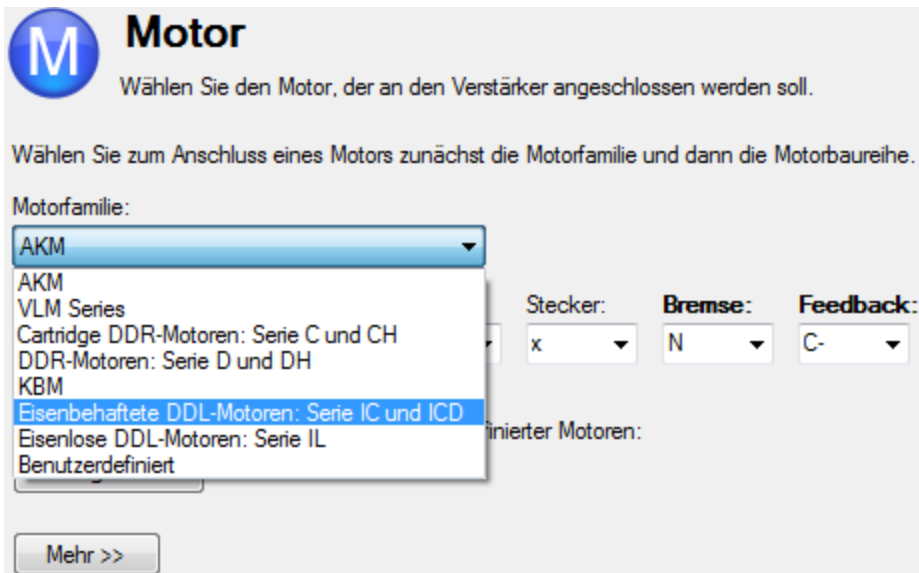 M
Motor
Wählen Sie den Motor, der an den Verstärker angeschlossen werden soll.
Wählen Sie zum Anschluss eines Motors zunächst die Motorfamilie und dann die Motorbaureihe.
Motorfamilie:
AKM
AKM
VLM Series
Cartridge DDR-Motoren: Serie C und CH
DDR-Motoren: Serie D und DH
KBM
Eisenbehaftete DDL-Motoren: Serie IC und ICD
Eisenlose DDL-Motoren: Serie IL
Benutzerdefiniert
Stecker: Bremse: Feedback:
x N C-
Motoren:
Mehr >>